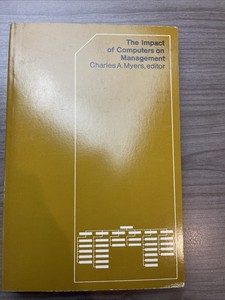 The Impact
of Computers on
Management
Charles A. Myers, editor